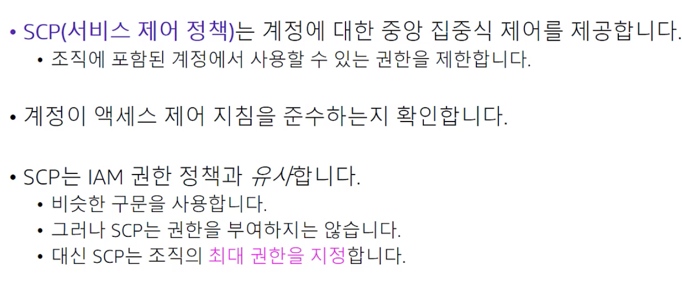 • SCP(서비스 제어 정책)는 계정에 대한 중앙 집중식 제어를 제공합니다.
• 조직에 포함된 계정에서 사용할 수 있는 권한을 제한합니다.
• 계정이 액세스 제어 지침을 준수하는지 확인합니다.
• SCP는 IAM 권한 정책과 유사합니다.
• 비슷한 구문을 사용합니다.
• 그러나 SCP는 권한을 부여하지는 않습니다.
• 대신 SCP는 조직의 최대 권한을 지정합니다.